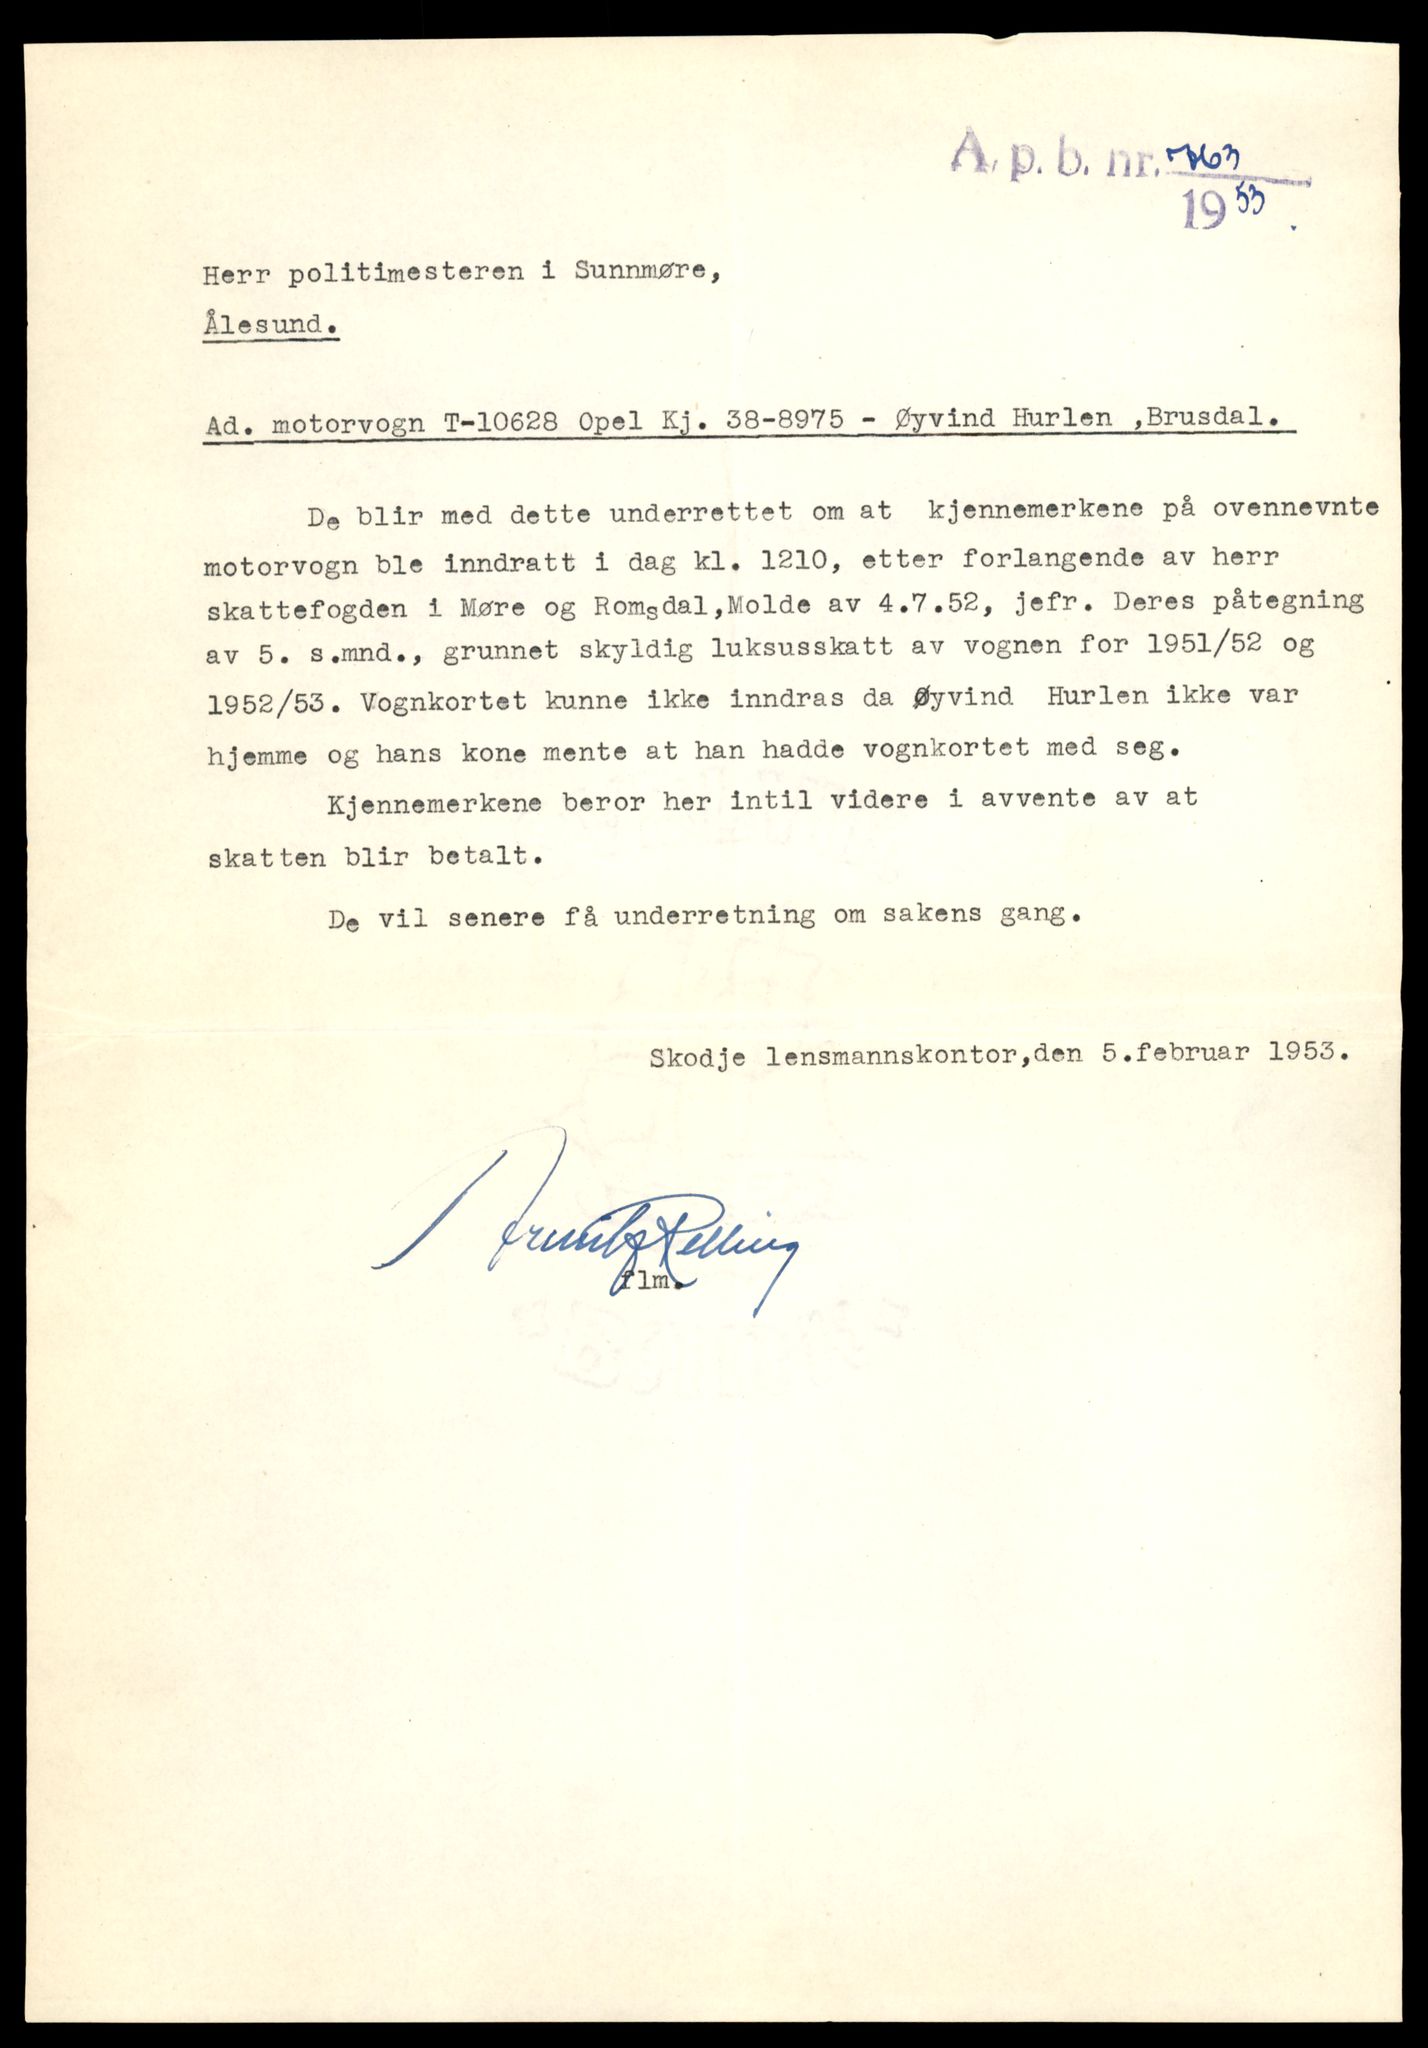 A. p. b. nr. 763
1953.
Herr politimesteren i Sunnmøre,
Ålesund.
Ad. motorvogn T-10628 Opel Kj. 38-8975 - Øyvind Hurlen ,Brusdal.
De blir med dette underrettet om at kjennemerkene på ovennevnte
motorvogn ble inndratt i dag kl. 1210, etter forlangende av herr
skattefogden i Møre og Romsdal,Molde av 4.7.52, jefr. Deres påtegning
av 5. s.mnd., grunnet skyldig luksusskatt av vognen for 1951/52 og
1952/53. Vognkortet kunne ikke inndras da Øyvind Hurlen ikke var
hjemme og hans kone mente at han hadde vognkortet med seg.
Kjennemerkene beror her intil videre i avvente av at
skatten blir betalt.
De vil senere få underretning om sakens gang.
Skodje lensmannskontor,den 5.februar 1953.
Relling
flm.